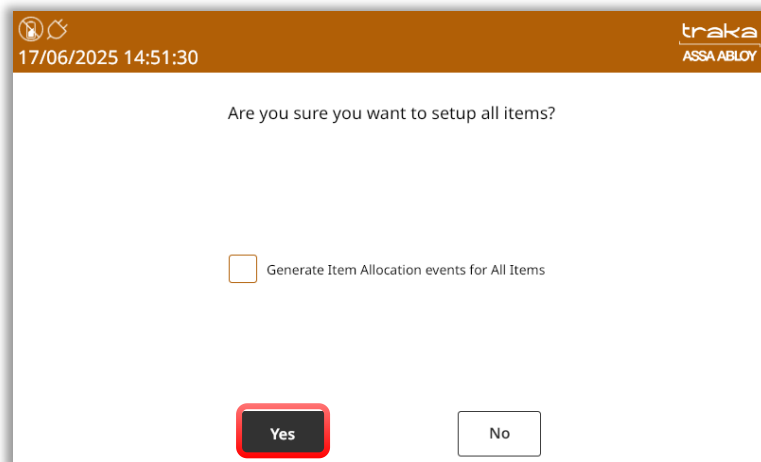 traka
17/06/2025 14:51:30
ASSA ABLOY
Are you sure you want to setup all items?
Generate Item Allocation events for All Items
Yes
No